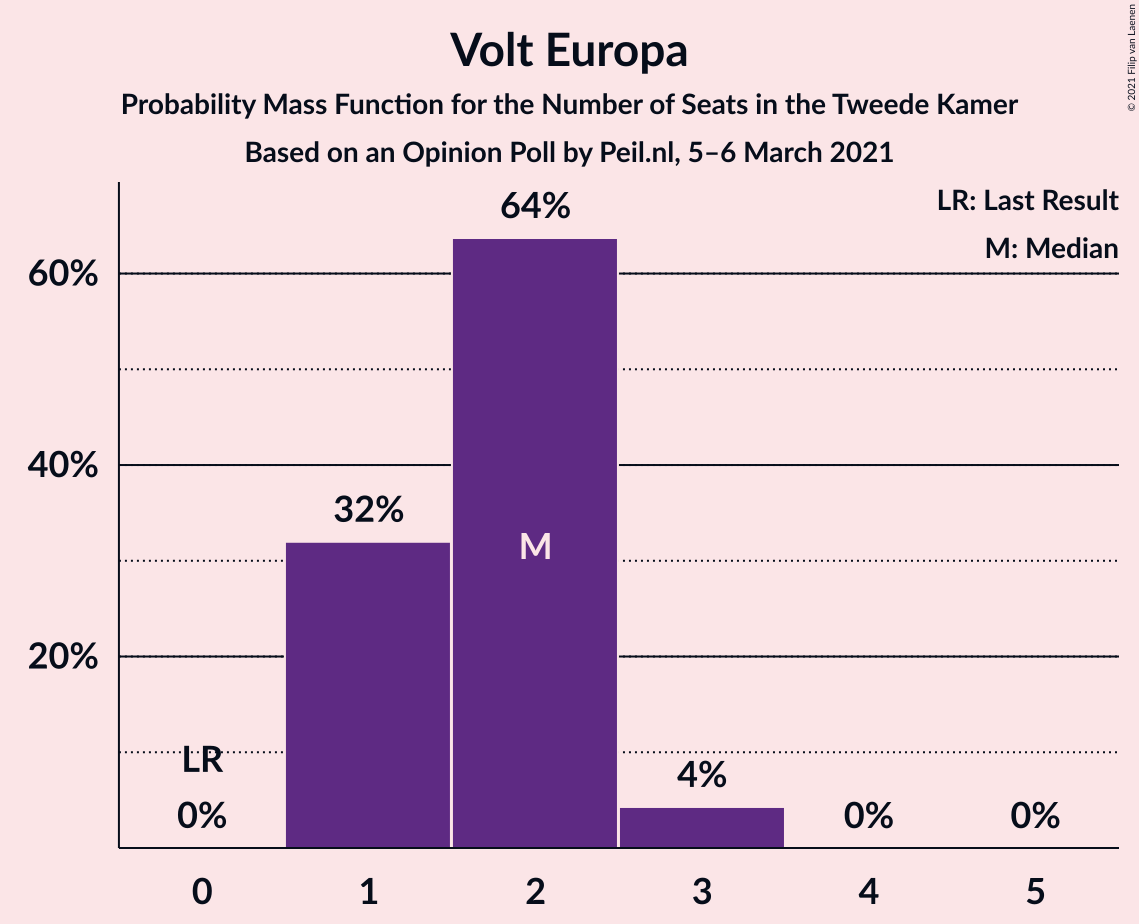 Volt Europa
Probability Mass Function for the Number of Seats in the Tweede Kamer
Based on an Opinion Poll by Peil.nl, 5–6 March 2021
© 2021 Filip van Laenen
LR: Last Result
M: Median
64%
60%
40%
32%
M
20%
LR
4%
0%
0%
0%
0
1
2
3
4
5